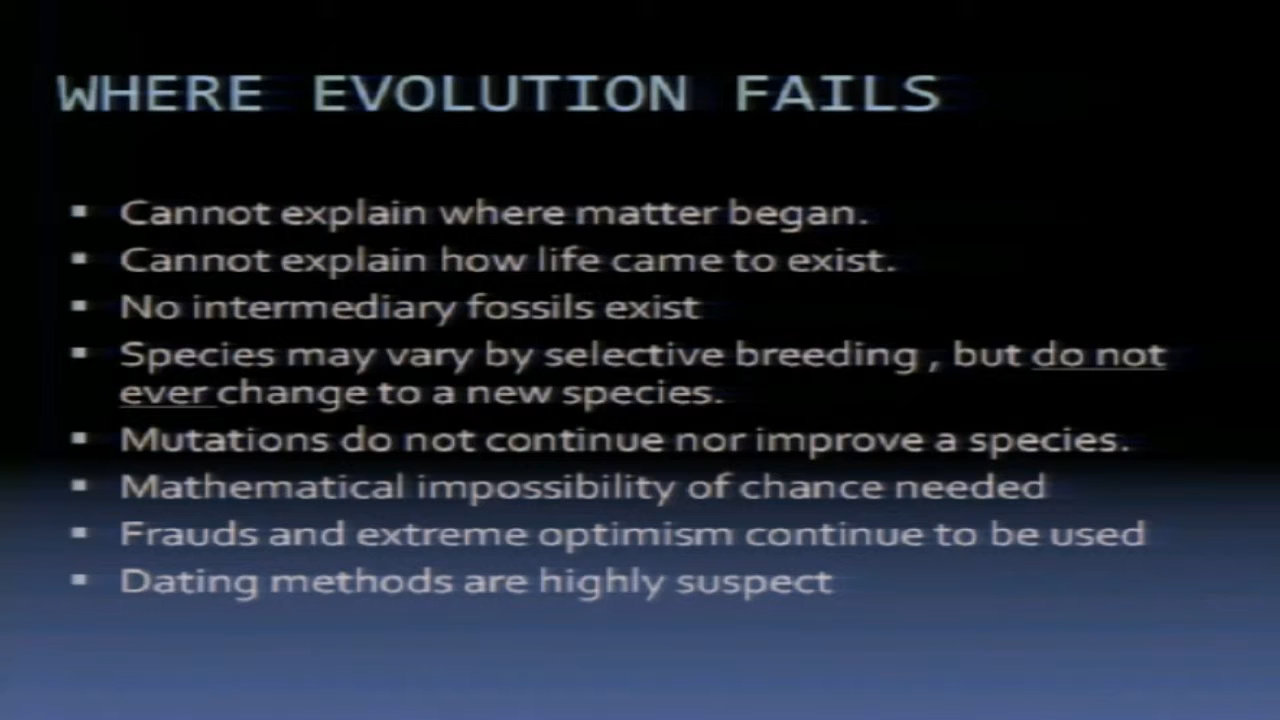 WHERE EVOLUTION FAILS
Cannot explain where matter began.
Cannot explain how life came to exist.
No intermediary fossils exist
Species may vary by selective breeding , but do not
ever change to a new species.
Mutations do not continue nor improve a species.
Mathematical impossibility of chance needed
Frauds and extreme optimism continue to be used
Dating methods are highly suspect